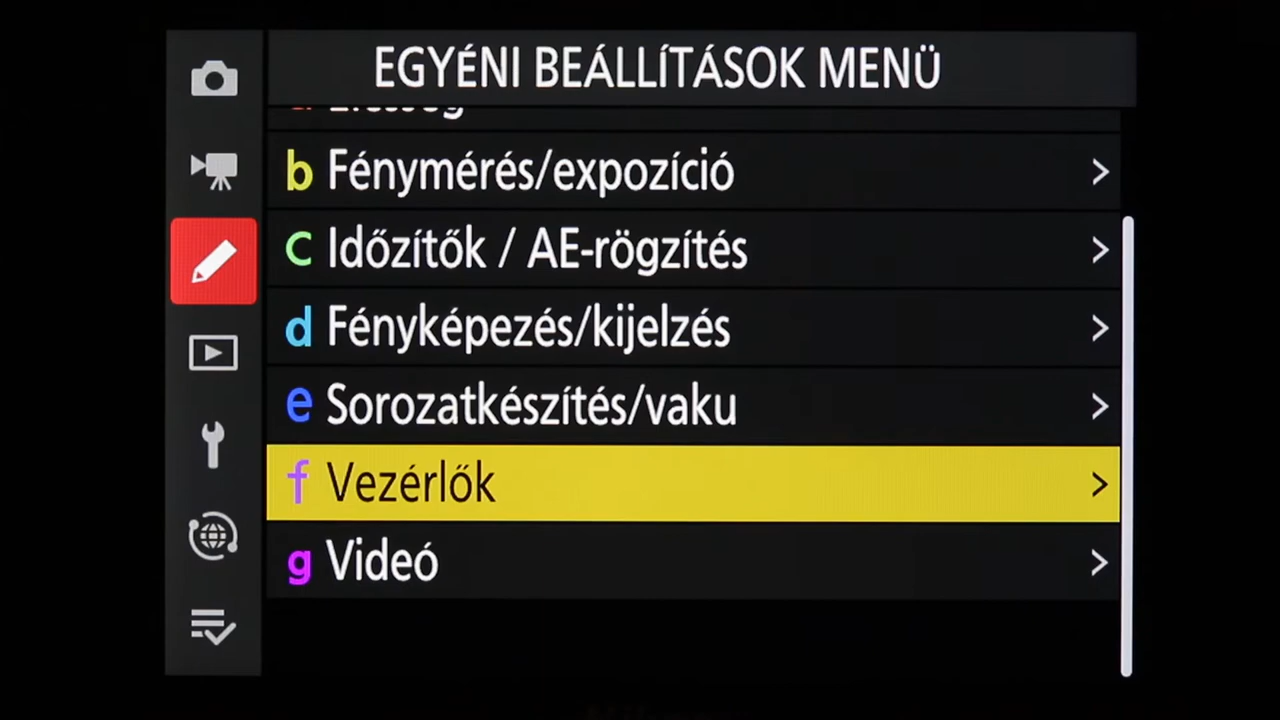 EGYÉNI BEÁLLÍTÁSOK MENÜ
b Fénymérés/expozíció
c Időzítők / AE-rögzítés
d Fényképezés/kijelzés
e Sorozatkészítés/vaku
f Vezérlők
g Videó